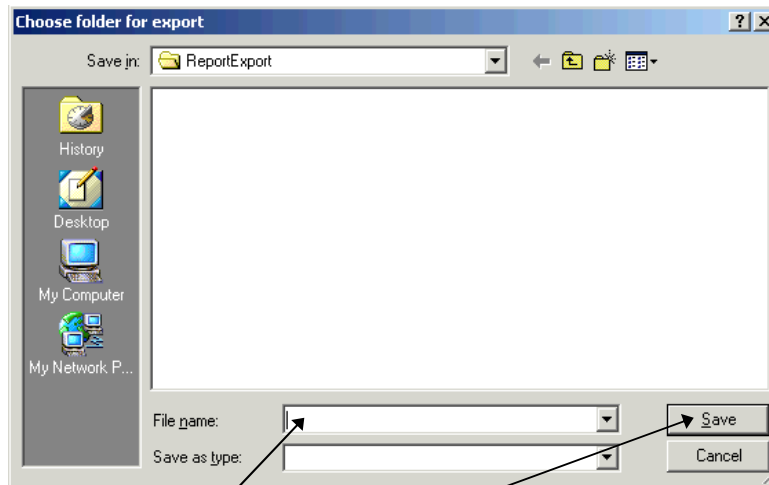 Choose folder for export
Save in: ReportExport
History
Desktop
My Computer
My Network P...
File name:
Save
Save as type:
Cancel